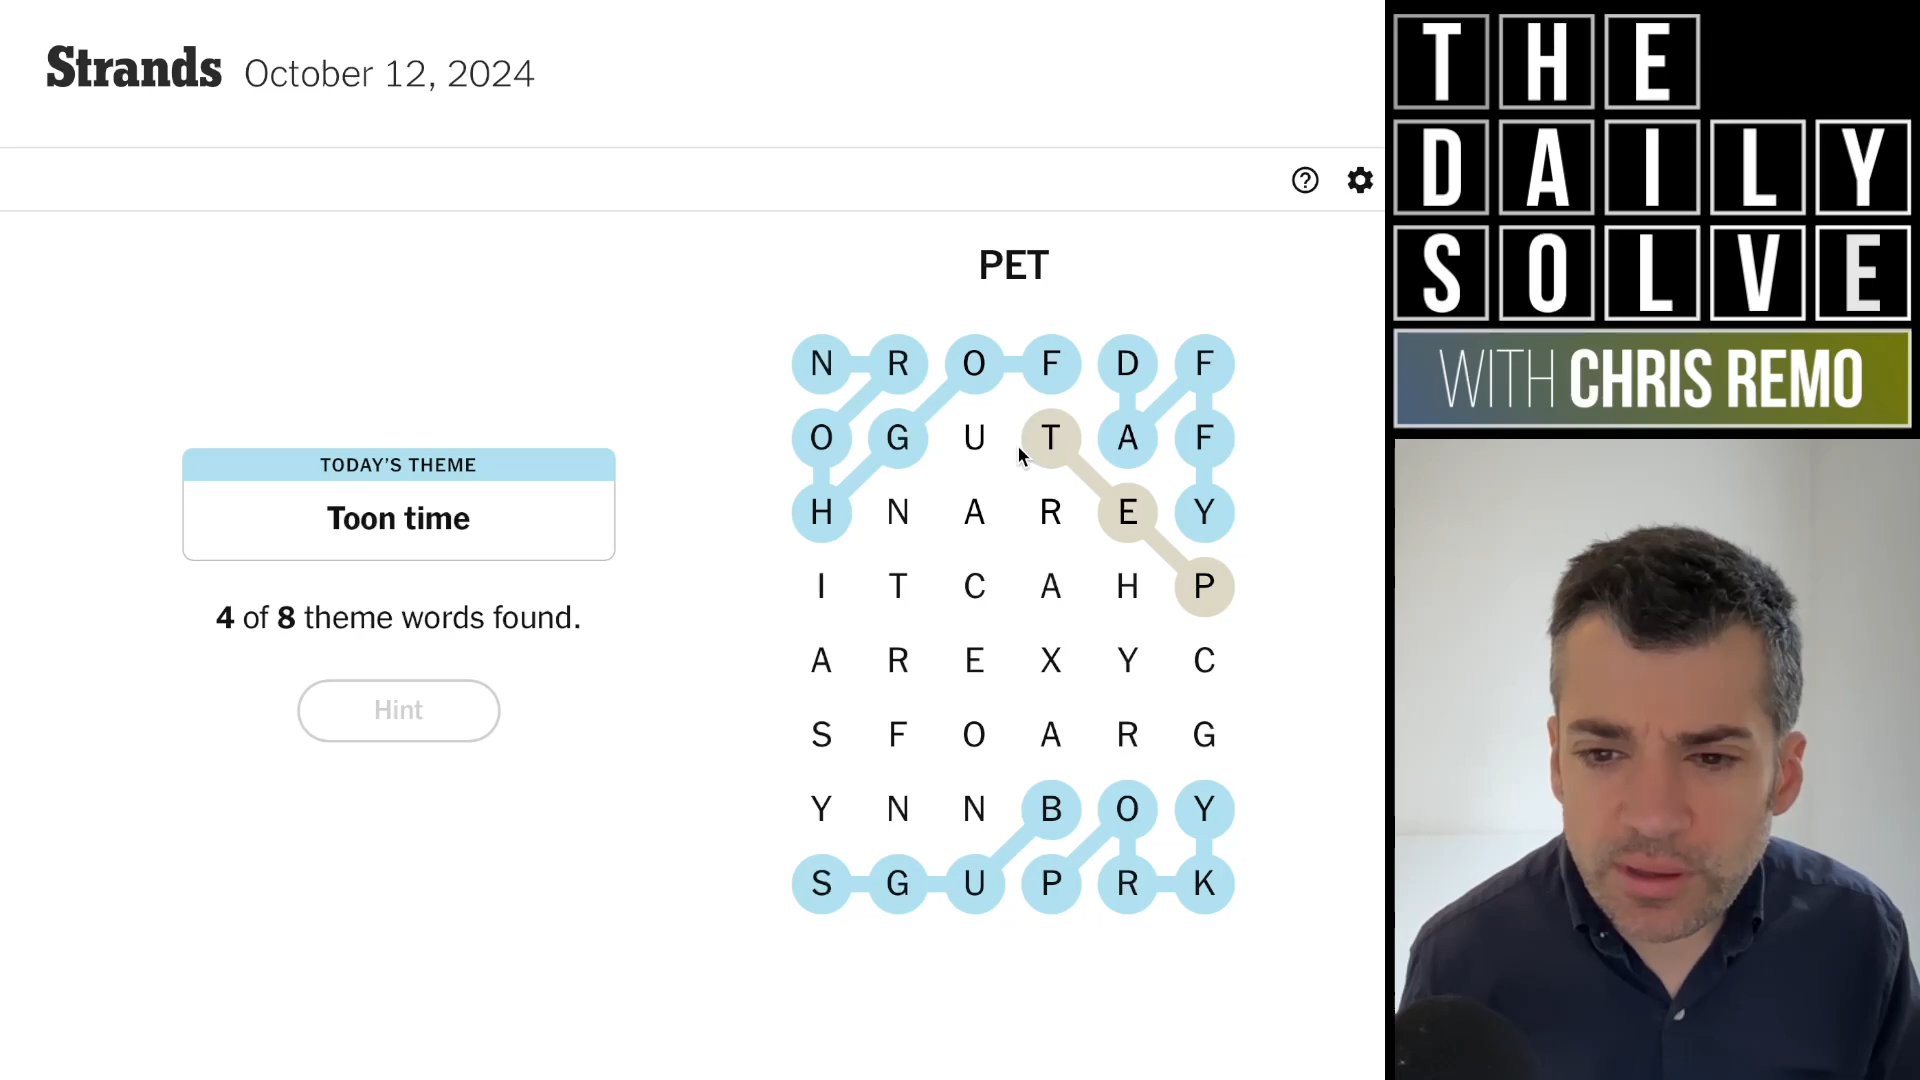 Strands October 12, 2024
THE
DAILY
SOLVE
WITH CHRIS REMO
PET
TODAY'S THEME
Toon time
4 of 8 theme words found.
Hint
N R O F D F
O G U T A F
H N A R E Y
I T C A H P
A R E X Y C
S F O A R G
Y N N B O Y
S G U P R K